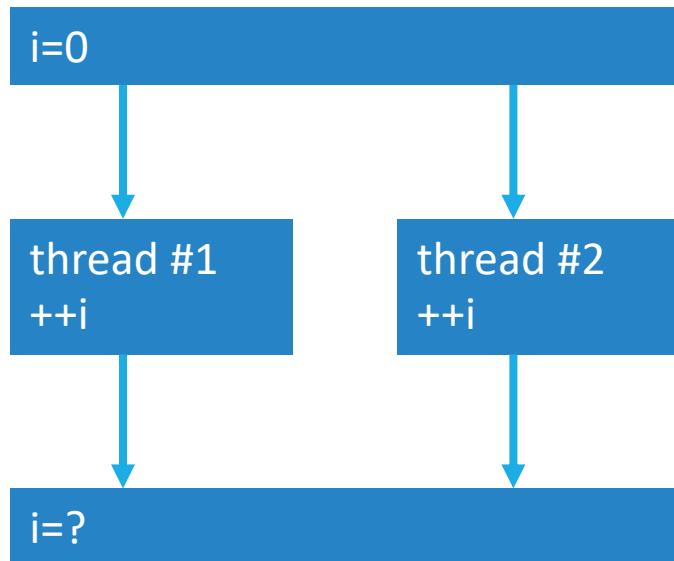 i=0
thread #1
++i
thread #2
++i
i=?